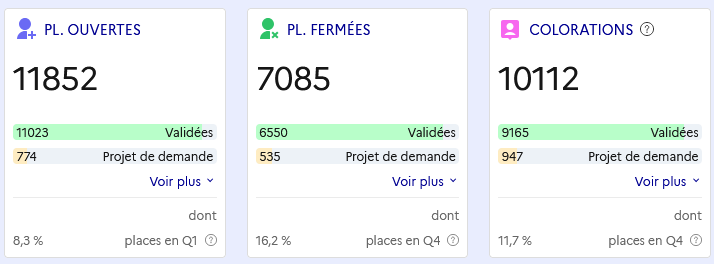 PL. OUVERTES
11852
11023 Validées
774 Projet de demande
Voir plus
dont
8,3 % places en Q1 ?
PL. FERMÉES
7085
6550 Validées
535 Projet de demande
Voir plus
dont
16,2 % places en Q4 ?
COLORATIONS ?
10112
9165 Validées
947 Projet de demande
Voir plus
dont
11,7 % places en Q4 ?